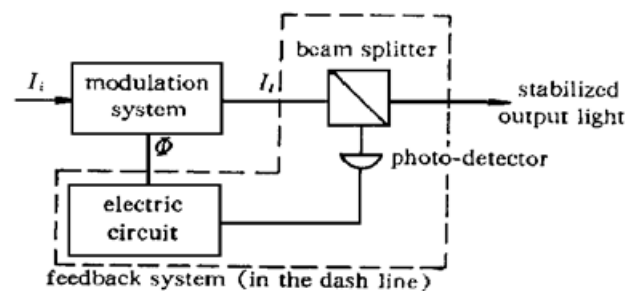 beam splitter
I_i
modulation
system
I_t
stabilized
output light
Φ
photo-detector
electric
circuit
feedback system (in the dash line)